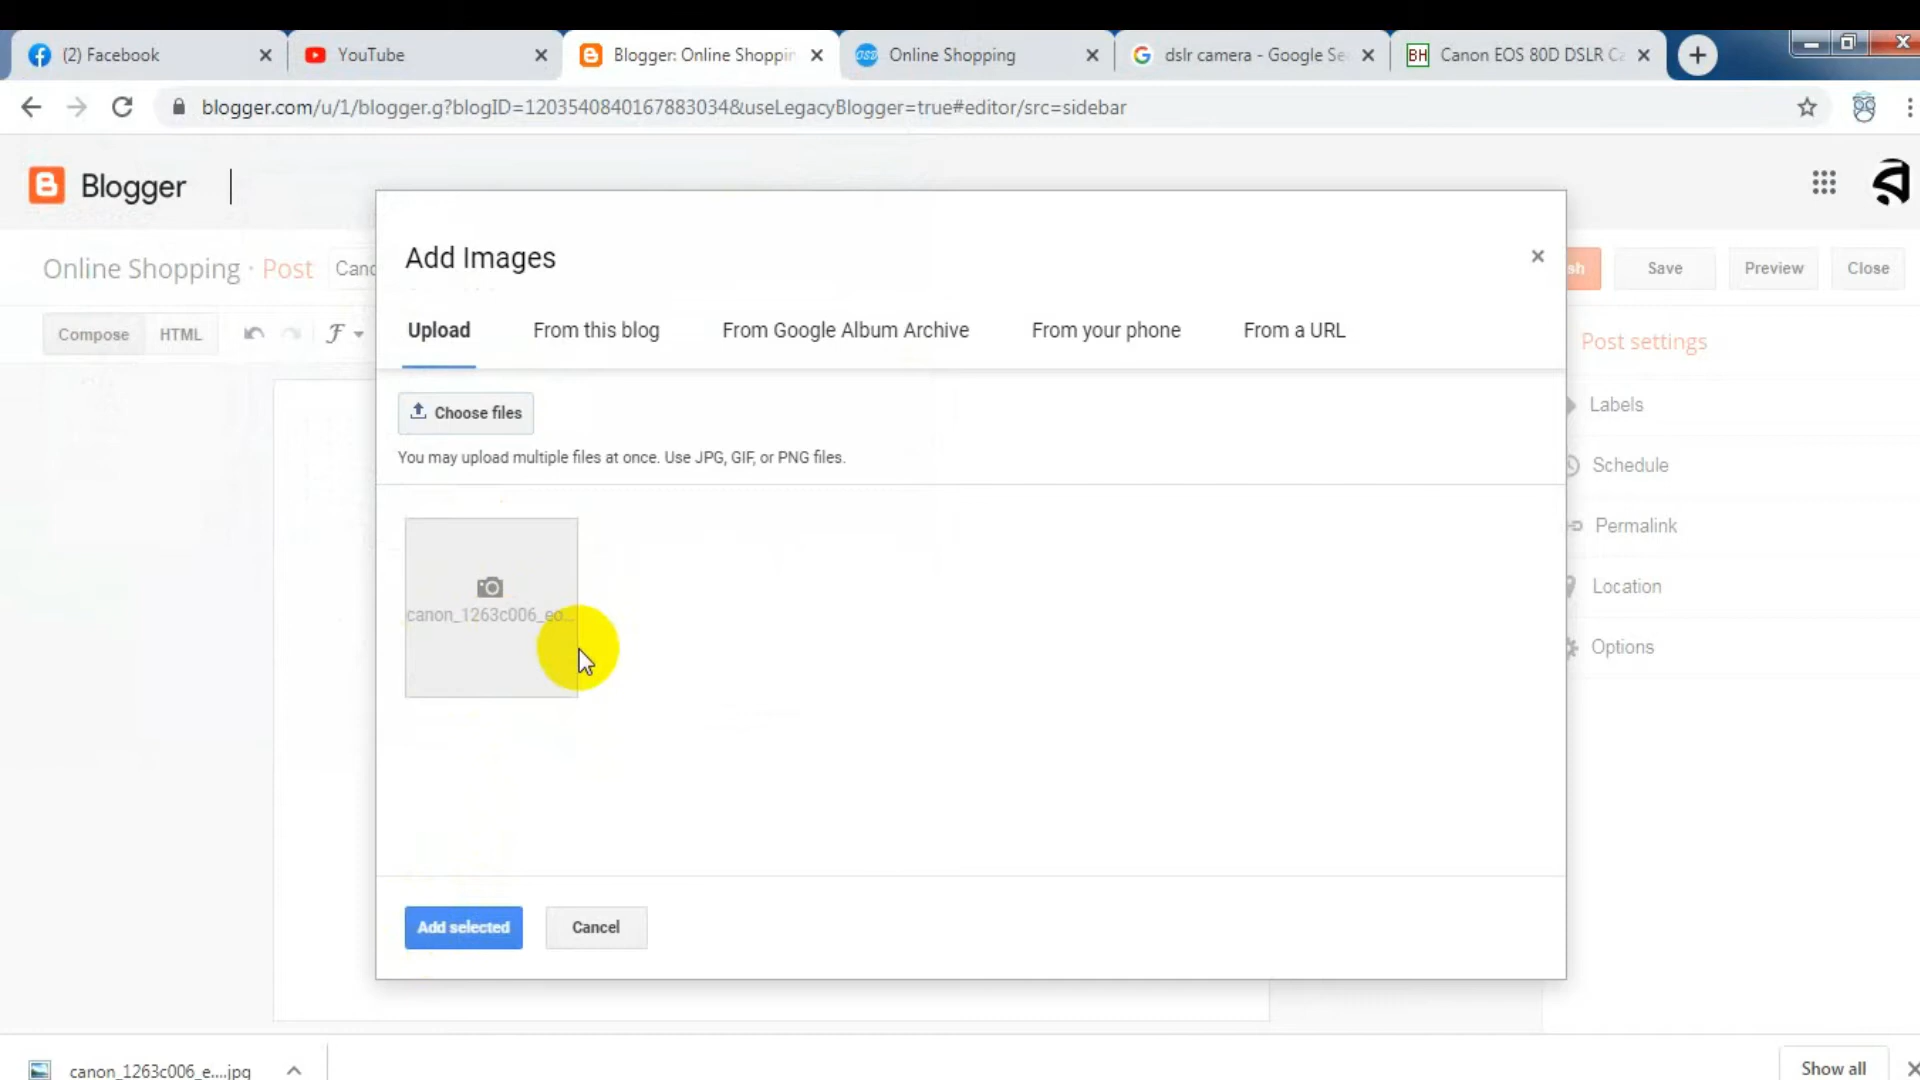 (2) Facebook
YouTube
Blogger: Online Shoppin
Online Shopping
dslr camera - Google Se
BH
Canon EOS 80D DSLR Ca
blogger.com/u/1/blogger.g?blogID=1203540840167883034&useLegacyBlogger=true#editor/src=sidebar
Blogger
Online Shopping · Post
Canc
Add Images
sh
Save
Preview
Close
Compose
HTML
Upload
From this blog
From Google Album Archive
From your phone
From a URL
Post settings
Choose files
Labels
You may upload multiple files at once. Use JPG, GIF, or PNG files.
Schedule
Permalink
Location
canon_1263c006_eo...
Options
Add selected
Cancel
canon_1263c006_e....jpg
Show all